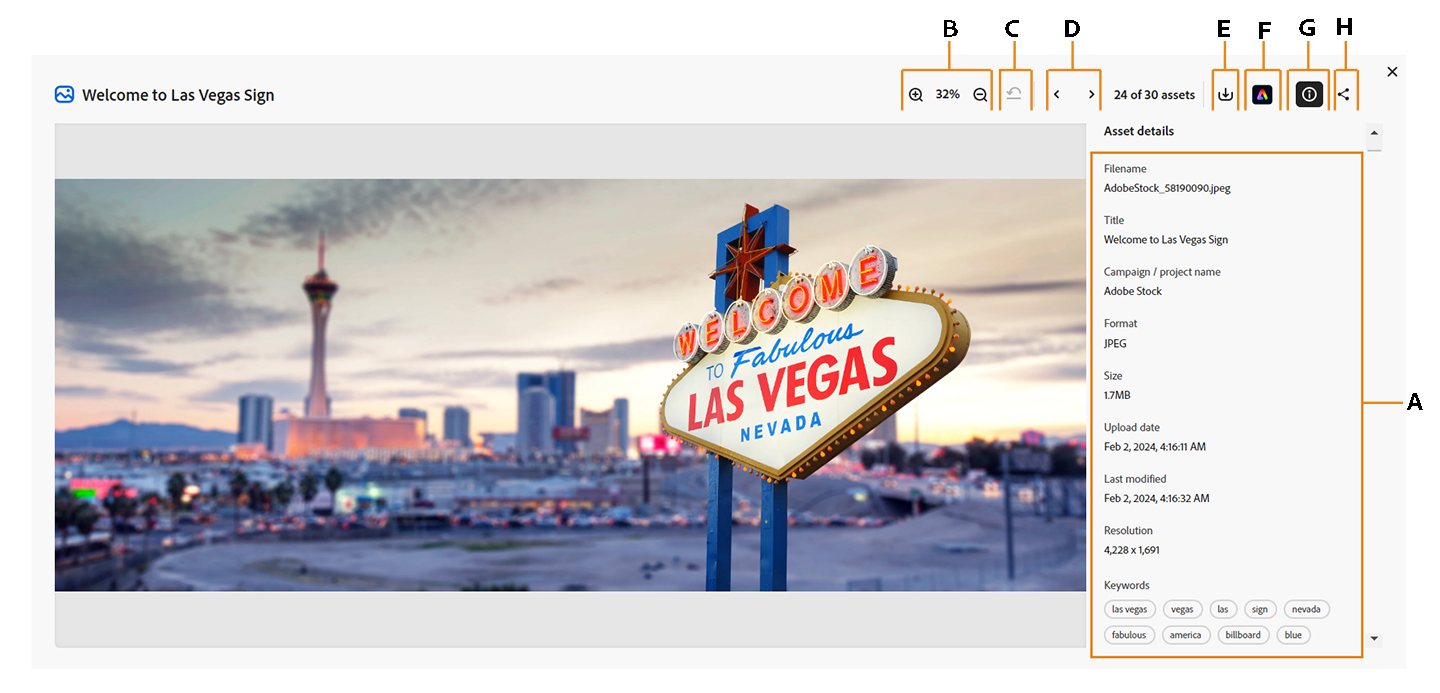 B C D E F G H
Welcome to Las Vegas Sign
32%
24 of 30 assets
Asset details
Filename
AdobeStock_58190090.jpeg
Title
Welcome to Las Vegas Sign
Campaign / project name
Adobe Stock
Format
JPEG
Size
1.7MB
Upload date
Feb 2, 2024, 4:16:11 AM
Last modified
Feb 2, 2024, 4:16:32 AM
Resolution
4,228 x 1,691
Keywords
las vegas vegas las sign nevada
fabulous america billboard blue
A
WELCOME
TO Fabulous
LAS VEGAS
NEVADA